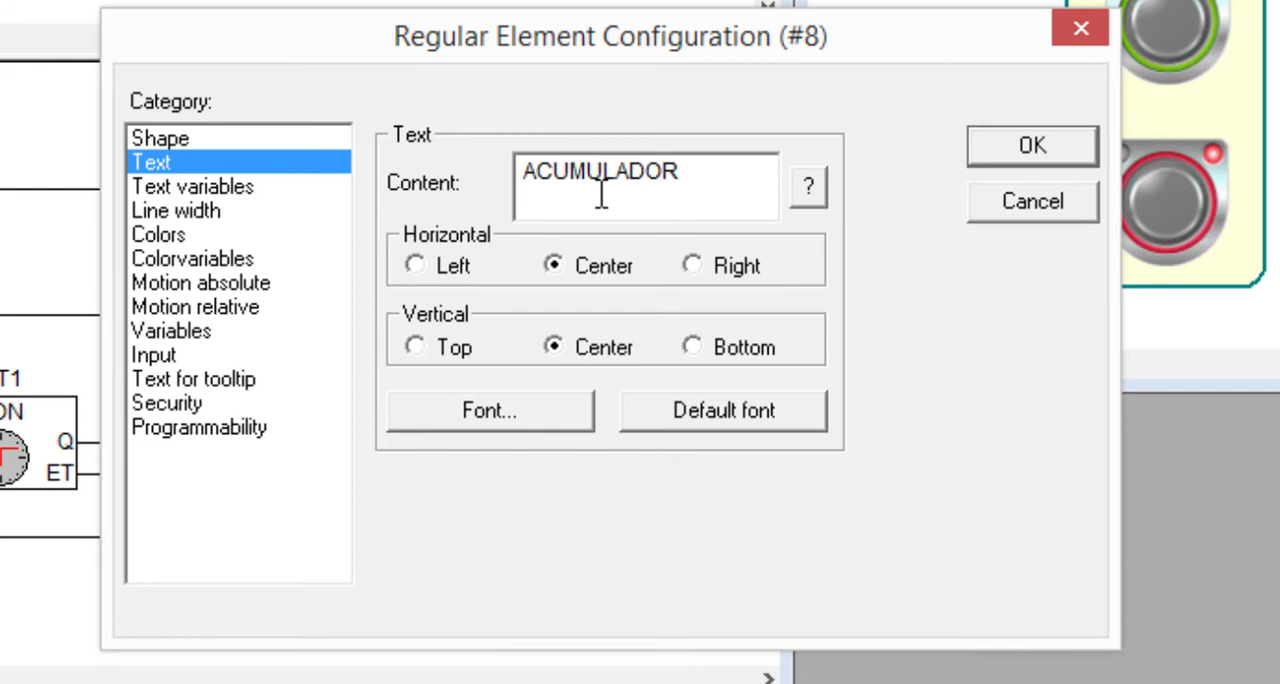 Regular Element Configuration (#8)
Category:
Shape
Text
Text variables
Line width
Colors
Colorvariables
Motion absolute
Motion relative
Variables
Input
Text for tooltip
Security
Programmability
Text
Content:
ACUMULADOR
?
Horizontal
Left
Center
Right
Vertical
Top
Center
Bottom
Font...
Default font
OK
Cancel
T1
Q
ET